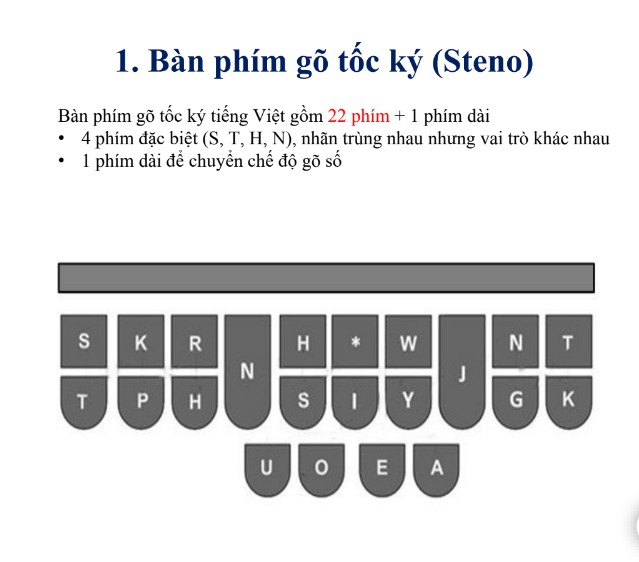 1. Bàn phím gõ tốc ký (Steno)
Bàn phím gõ tốc ký tiếng Việt gồm 22 phím + 1 phím dài
• 4 phím đặc biệt (S, T, H, N), nhãn trùng nhau nhưng vai trò khác nhau
• 1 phím dài để chuyển chế độ gõ số
S K R N H * W J N T
T P H S I Y G K
U O E A